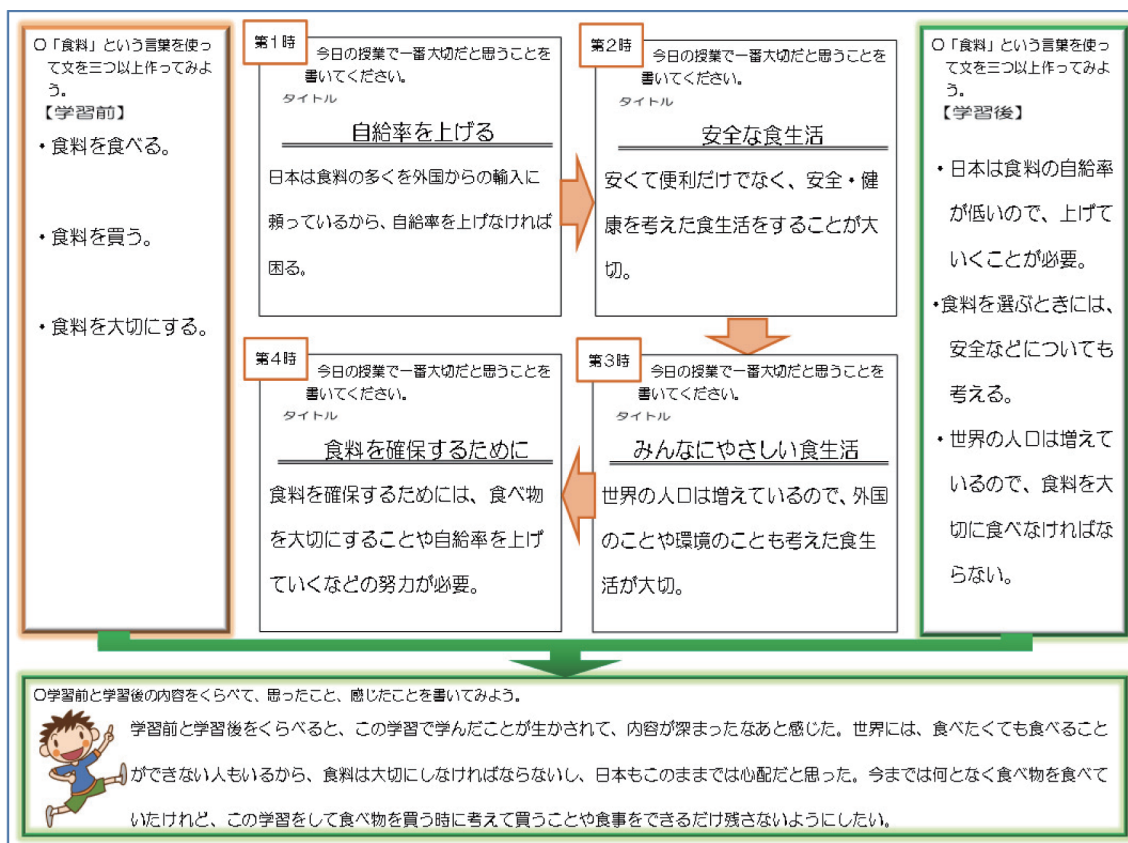 〇「食料」という言葉を使っ
て文を三つ以上作ってみよ
う。
【学習前】
・食料を食べる。
・食料を買う。
・食料を大切にする。
第1時
今日の授業で一番大切だと思うことを
書いてください。
タイトル
自給率を上げる
日本は食料の多くを外国からの輸入に
頼っているから、自給率を上げなければ
困る。
第2時
今日の授業で一番大切だと思うことを
書いてください。
タイトル
安全な食生活
安くて便利だけでなく、安全・健
康を考えた食生活をすることが大
切。
第3時
今日の授業で一番大切だと思うことを
書いてください。
タイトル
みんなにやさしい食生活
世界の人口は増えているので、外国
のことや環境のことも考えた食生
活が大切。
第4時
今日の授業で一番大切だと思うことを
書いてください。
タイトル
食料を確保するために
食料を確保するためには、食べ物
を大切にすることや自給率を上げ
ていくなどの努力が必要。
〇「食料」という言葉を使っ
て文を三つ以上作ってみよ
う。
【学習後】
・日本は食料の自給率
が低いので、上げて
いくことが必要。
・食料を選ぶときには、
安全などについても
考える。
・世界の人口は増えて
いるので、食料を大
切に食べなければな
らない。
〇学習前と学習後の内容をくらべて、思ったこと、感じたことを書いてみよう。
学習前と学習後をくらべると、この学習で学んだことが生かされて、内容が深まったなあと感じた。世界には、食べたくても食べること
ができない人もいるから、食料は大切にしなければならないし、日本もこのままでは心配だと思った。今までは何となく食べ物を食べて
いたけれど、この学習をして食べ物を買う時に考えて買うことや食事をできるだけ残さないようにしたい。